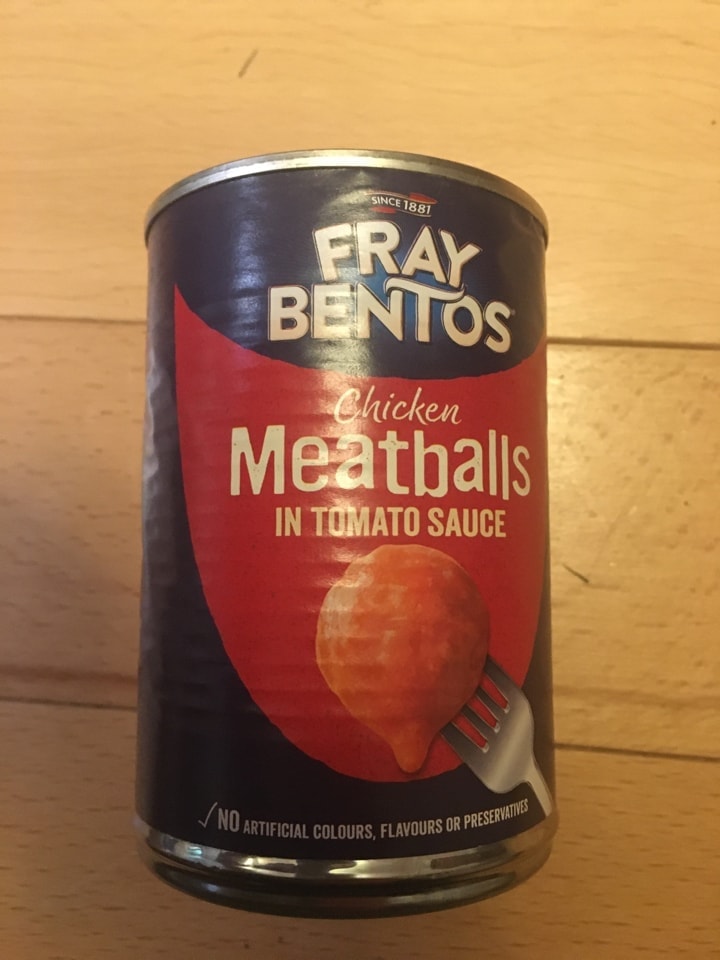 SINCE 1881
FRAY
BENTOS
Chicken
Meatballs
IN TOMATO SAUCE
✓NO ARTIFICIAL COLOURS, FLAVOURS OR PRESERVATIVES